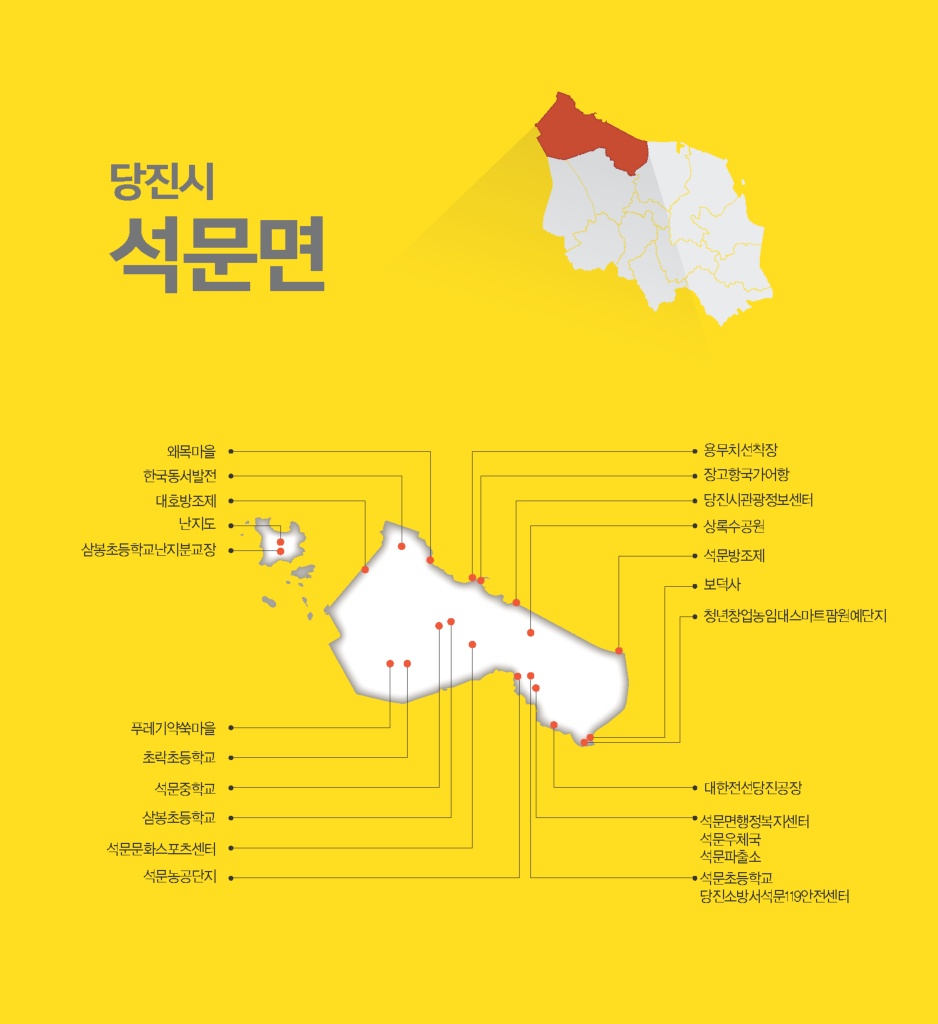 당진시
석문면
왜목마을
한국동서발전
대호방조제
난지도
삼봉초등학교난지분교장
용무치선착장
장고항국가어항
당진시관광정보센터
상록수공원
석문방조제
보덕사
청년창업농임대스마트팜원예단지
푸레기약쑥마을
초락초등학교
석문중학교
삼봉초등학교
석문문화스포츠센터
석문농공단지
대한전선당진공장
석문면행정복지센터
석문우체국
석문파출소
석문초등학교
당진소방서석문119안전센터